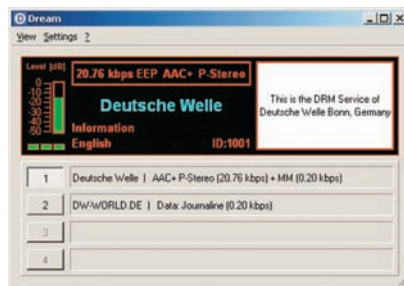 Dream
View Settings ?
Level [dB]
0
-10
-20
-30
-40
-50
20.76 kbps EEP AAC+ P-Stereo
Deutsche Welle
Information
English ID:1001
This is the DRM Service of
Deutsche Welle Bonn, Germany
1 Deutsche Welle | AAC+ P-Stereo (20.76 kbps) + MM (0.20 kbps)
2 DW-WORLD.DE | Data: Journaline (0.20 kbps)
3
4